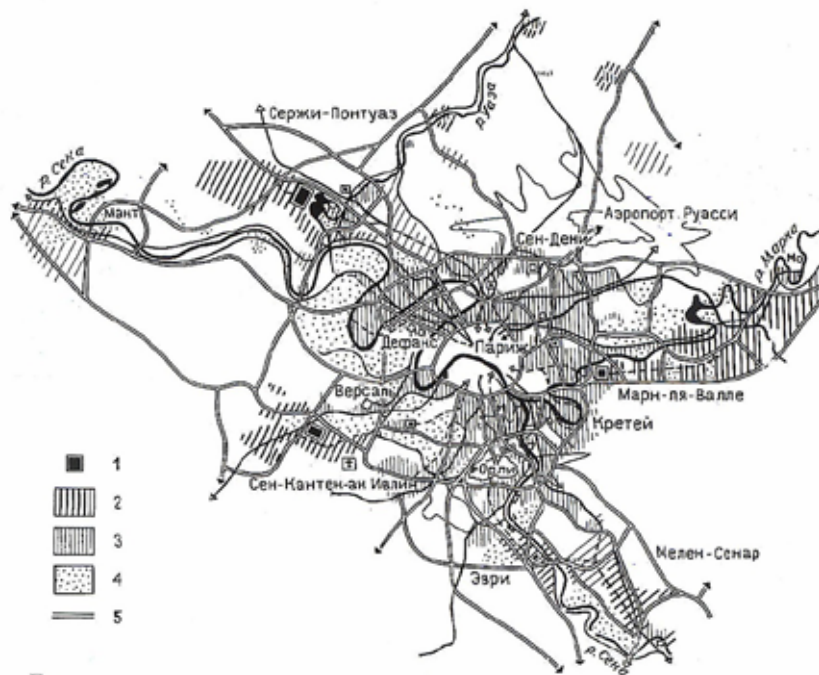 р. Уаза
Сержи-Понтуаз
р. Сена
Мант
Аэропорт Руасси
Сен-Дени
р. Марна
Мо
Дефанс
Париж
Версаль
Марн-ля-Валле
Кретей
Орли
Сен-Кантен-ан Ивлин
Мелен-Сенар
Эври
р. Сена
1
2
3
4
5